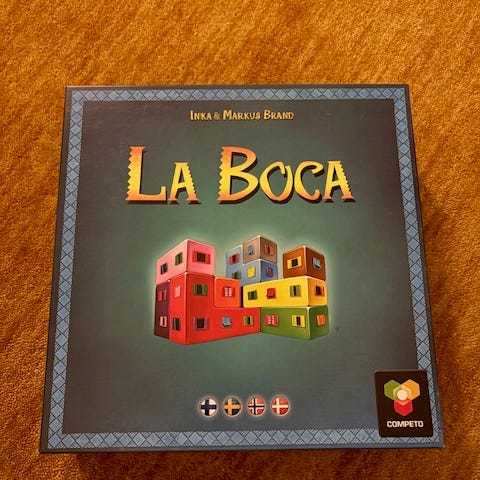 INKA & MARKUS BRAND
LA BOCA
COMPETO